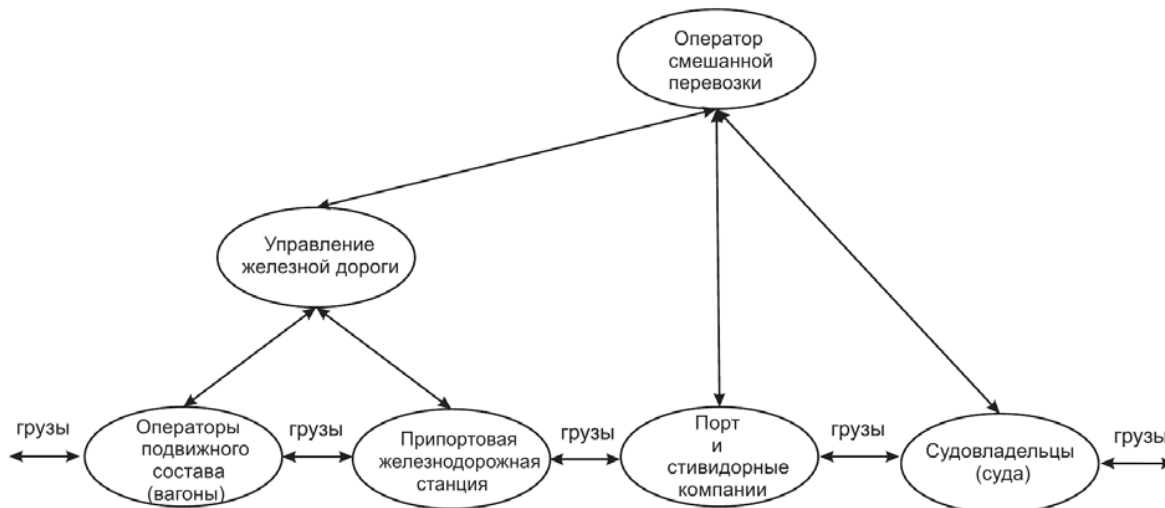 Оператор
смешанной
перевозки
Управление
железной дороги
грузы
Операторы
подвижного
состава
(вагоны)
грузы
Припортовая
железнодорожная
станция
грузы
Порт
и
стивидорные
компании
грузы
Судовладельцы
(суда)
грузы